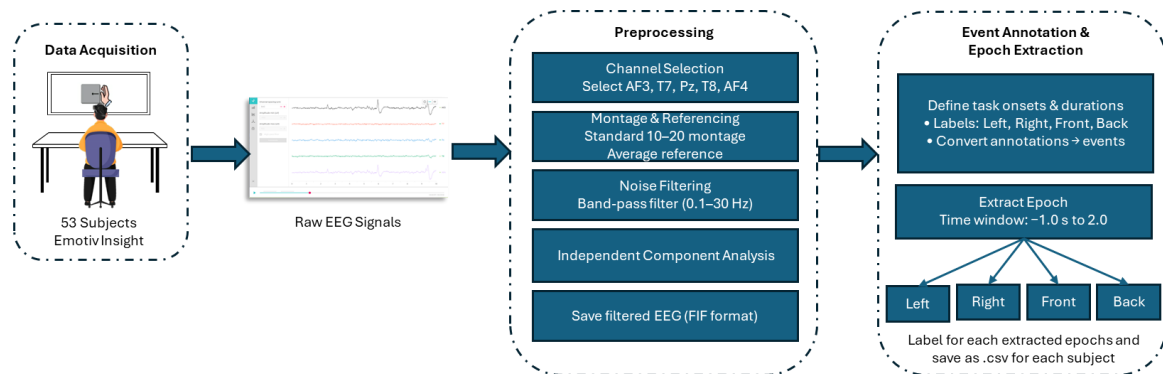 Data Acquisition
53 Subjects
Emotiv Insight
Raw EEG Signals
Preprocessing
Channel Selection
Select AF3, T7, Pz, T8, AF4
Montage & Referencing
Standard 10–20 montage
Average reference
Noise Filtering
Band-pass filter (0.1–30 Hz)
Independent Component Analysis
Save filtered EEG (FIF format)
Event Annotation &
Epoch Extraction
Define task onsets & durations
• Labels: Left, Right, Front, Back
• Convert annotations → events
Extract Epoch
Time window: −1.0 s to 2.0
Left
Right
Front
Back
Label for each extracted epochs and
save as .csv for each subject